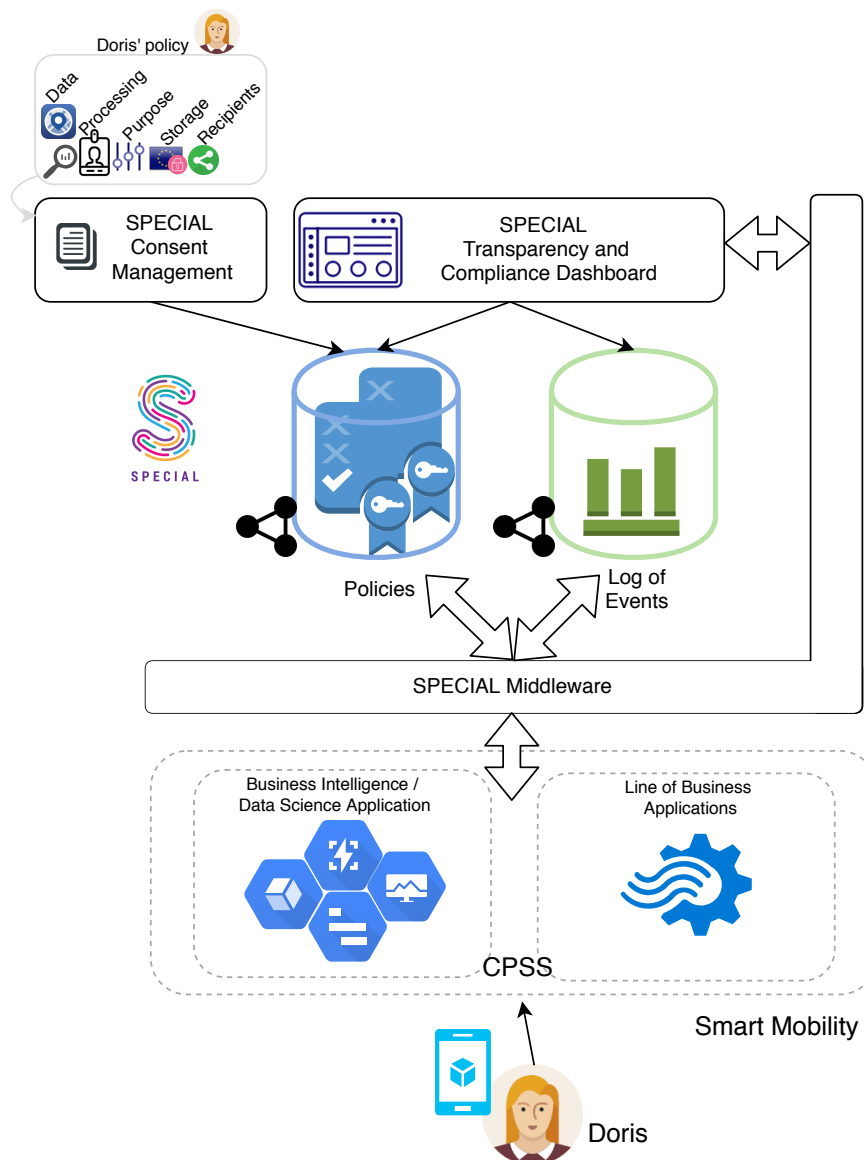 Doris' policy
Data
Processing
Purpose
Storage
Recipients
SPECIAL
Consent
Management
SPECIAL
Transparency and
Compliance Dashboard
SPECIAL
Policies
Log of
Events
SPECIAL Middleware
Business Intelligence /
Data Science Application
Line of Business
Applications
CPSS
Smart Mobility
Doris